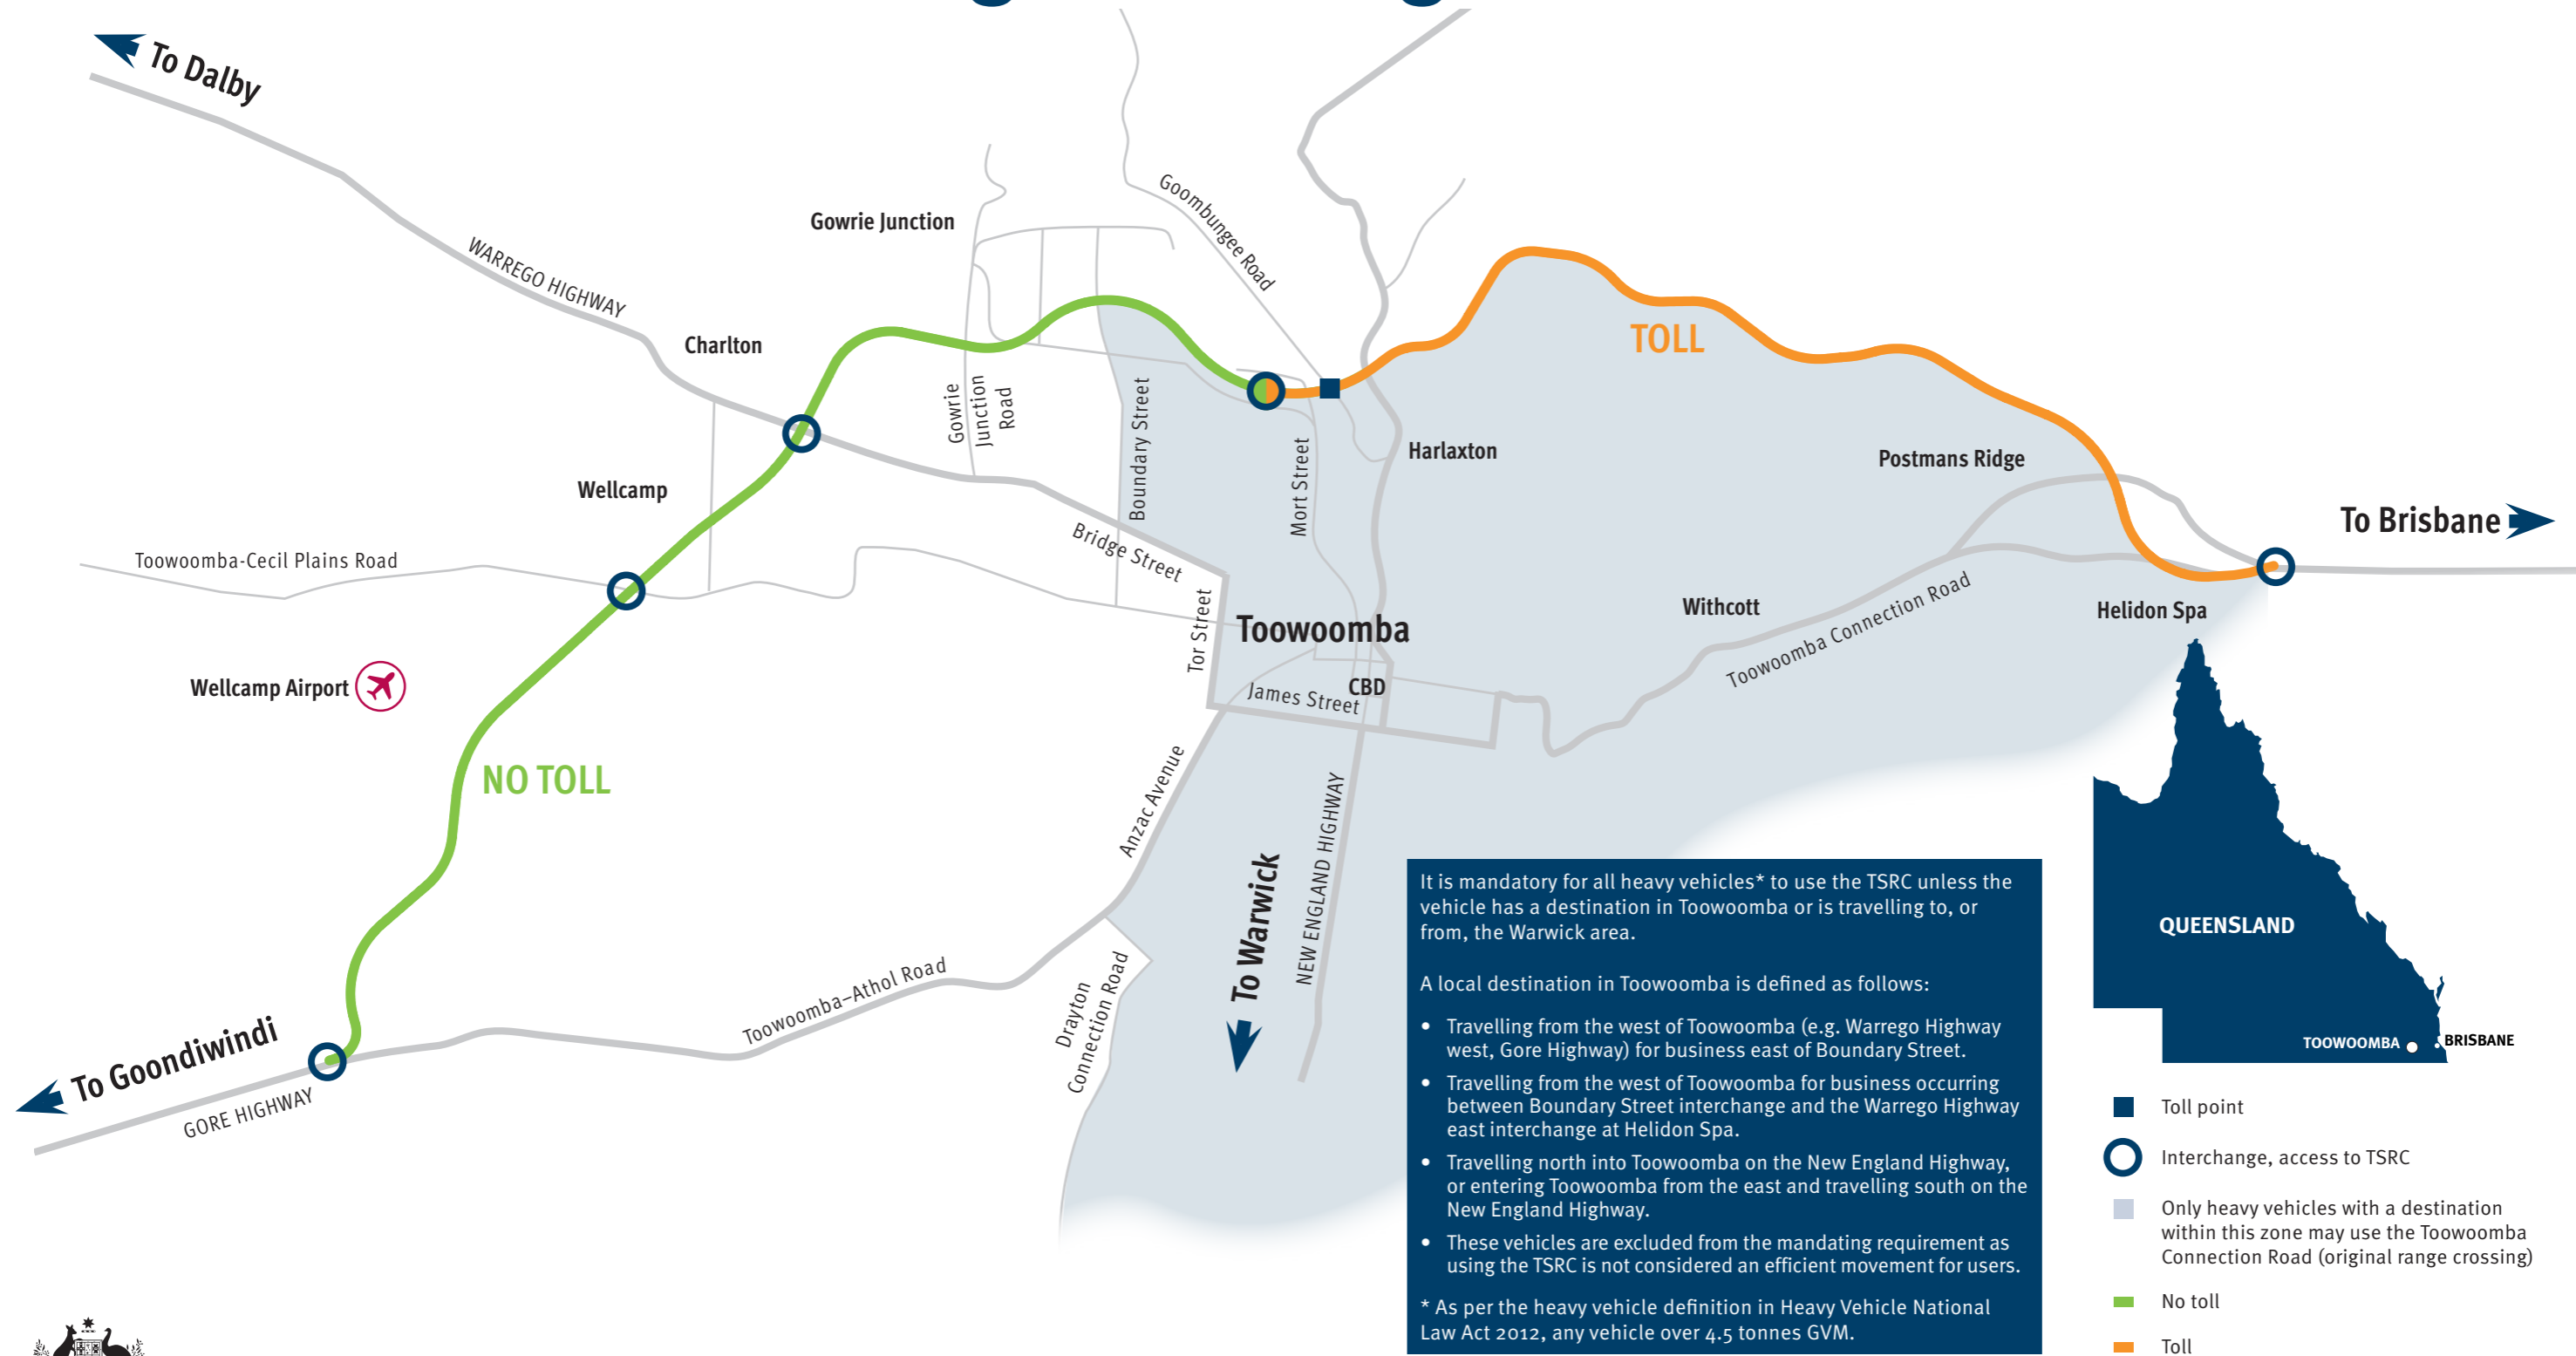 To Dalby
WARREGO HIGHWAY
Gowrie Junction
Goombungee Road
Charlton
TOLL
Gowrie
Junction
Road
Boundary Street
Mort Street
Harlaxton
Postmans Ridge
Wellcamp
To Brisbane
Toowoomba-Cecil Plains Road
Bridge Street
Tor Street
Toowoomba
Withcott
Toowoomba Connection Road
Helidon Spa
Wellcamp Airport
James Street
CBD
NO TOLL
Anzac Avenue
To Warwick
NEW ENGLAND HIGHWAY
Toowoomba–Athol Road
Drayton
Connection Road
To Goondiwindi
GORE HIGHWAY
It is mandatory for all heavy vehicles* to use the TSRC unless the
vehicle has a destination in Toowoomba or is travelling to, or
from, the Warwick area.
A local destination in Toowoomba is defined as follows:
• Travelling from the west of Toowoomba (e.g. Warrego Highway
west, Gore Highway) for business east of Boundary Street.
• Travelling from the west of Toowoomba for business occurring
between Boundary Street interchange and the Warrego Highway
east interchange at Helidon Spa.
• Travelling north into Toowoomba on the New England Highway,
or entering Toowoomba from the east and travelling south on the
New England Highway.
• These vehicles are excluded from the mandating requirement as
using the TSRC is not considered an efficient movement for users.
* As per the heavy vehicle definition in Heavy Vehicle National
Law Act 2012, any vehicle over 4.5 tonnes GVM.
QUEENSLAND
TOOWOOMBA
BRISBANE
Toll point
Interchange, access to TSRC
Only heavy vehicles with a destination
within this zone may use the Toowoomba
Connection Road (original range crossing)
No toll
Toll